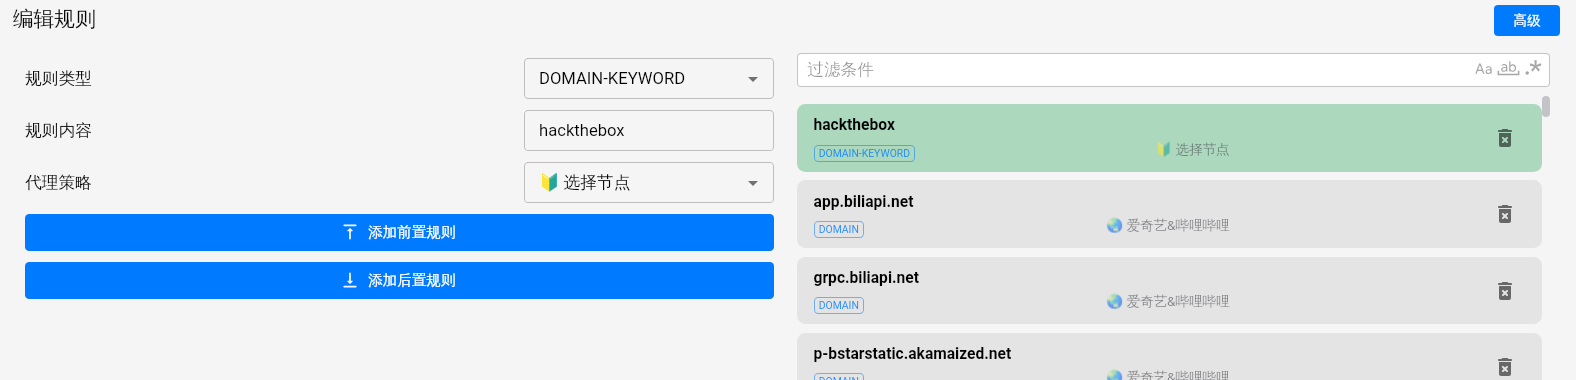 编辑规则
高级
规则类型
DOMAIN-KEYWORD
规则内容
hackthebox
代理策略
🔰 选择节点
添加前置规则
添加后置规则
过滤条件
Aa ab .*
hackthebox
DOMAIN-KEYWORD
🔰 选择节点
app.biliapi.net
DOMAIN
🌏 爱奇艺&哔哩哔哩
grpc.biliapi.net
DOMAIN
🌏 爱奇艺&哔哩哔哩
p-bstarstatic.akamaized.net
DOMAIN
🌏 爱奇艺&哔哩哔哩